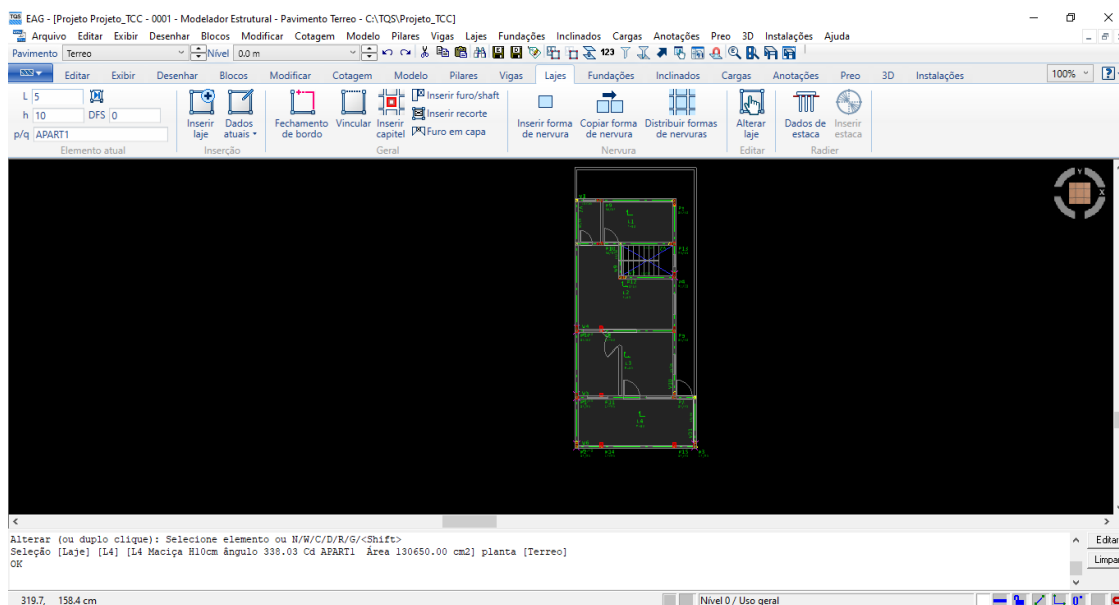 TQS EAG - [Projeto Projeto_TCC - 0001 - Modelador Estrutural - Pavimento Terreo - C:\TQS\Projeto_TCC]
Arquivo Editar Exibir Desenhar Blocos Modificar Cotagem Modelo Pilares Vigas Lajes Fundações Inclinados Cargas Anotações Preo 3D Instalações Ajuda
Pavimento Terreo Nível 0.0 m 123
Editar Exibir Desenhar Blocos Modificar Cotagem Modelo Pilares Vigas Lajes Fundações Inclinados Cargas Anotações Preo 3D Instalações 100% ?
L 5
h 10 DFS 0
p/q APART1
Elemento atual
Inserir laje
Dados atuais
Inserção
Fechamento de bordo
Vincular
Inserir capitel
Inserir furo/shaft
Inserir recorte
Furo em capa
Geral
Inserir forma de nervura
Copiar forma de nervura
Distribuir formas de nervuras
Nervura
Alterar laje
Editar
Dados de estaca
Inserir estaca
Radier
Y
X
L1
L4
Alterar (ou duplo clique): Selecione elemento ou N/W/C/D/R/G/<Shift>
Seleção [Laje] [L4] [L4 Maciça H10cm ângulo 338.03 Cd APART1 Área 130650.00 cm2] planta [Terreo]
OK
Editar
Limpar
319.7, 158.4 cm
Nível 0 / Uso geral